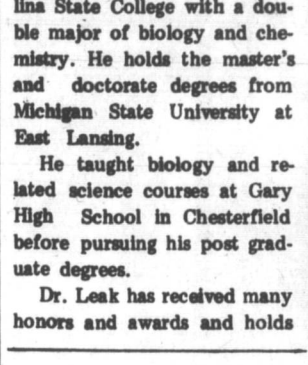 lina State College with a dou-
ble major of biology and che-
mistry. He holds the master's
and doctorate degrees from
Michigan State University at
East Lansing.
He taught biology and re-
lated science courses at Gary
High School in Chesterfield
before pursuing his post grad-
uate degrees.
Dr. Leak has received many
honors and awards and holds